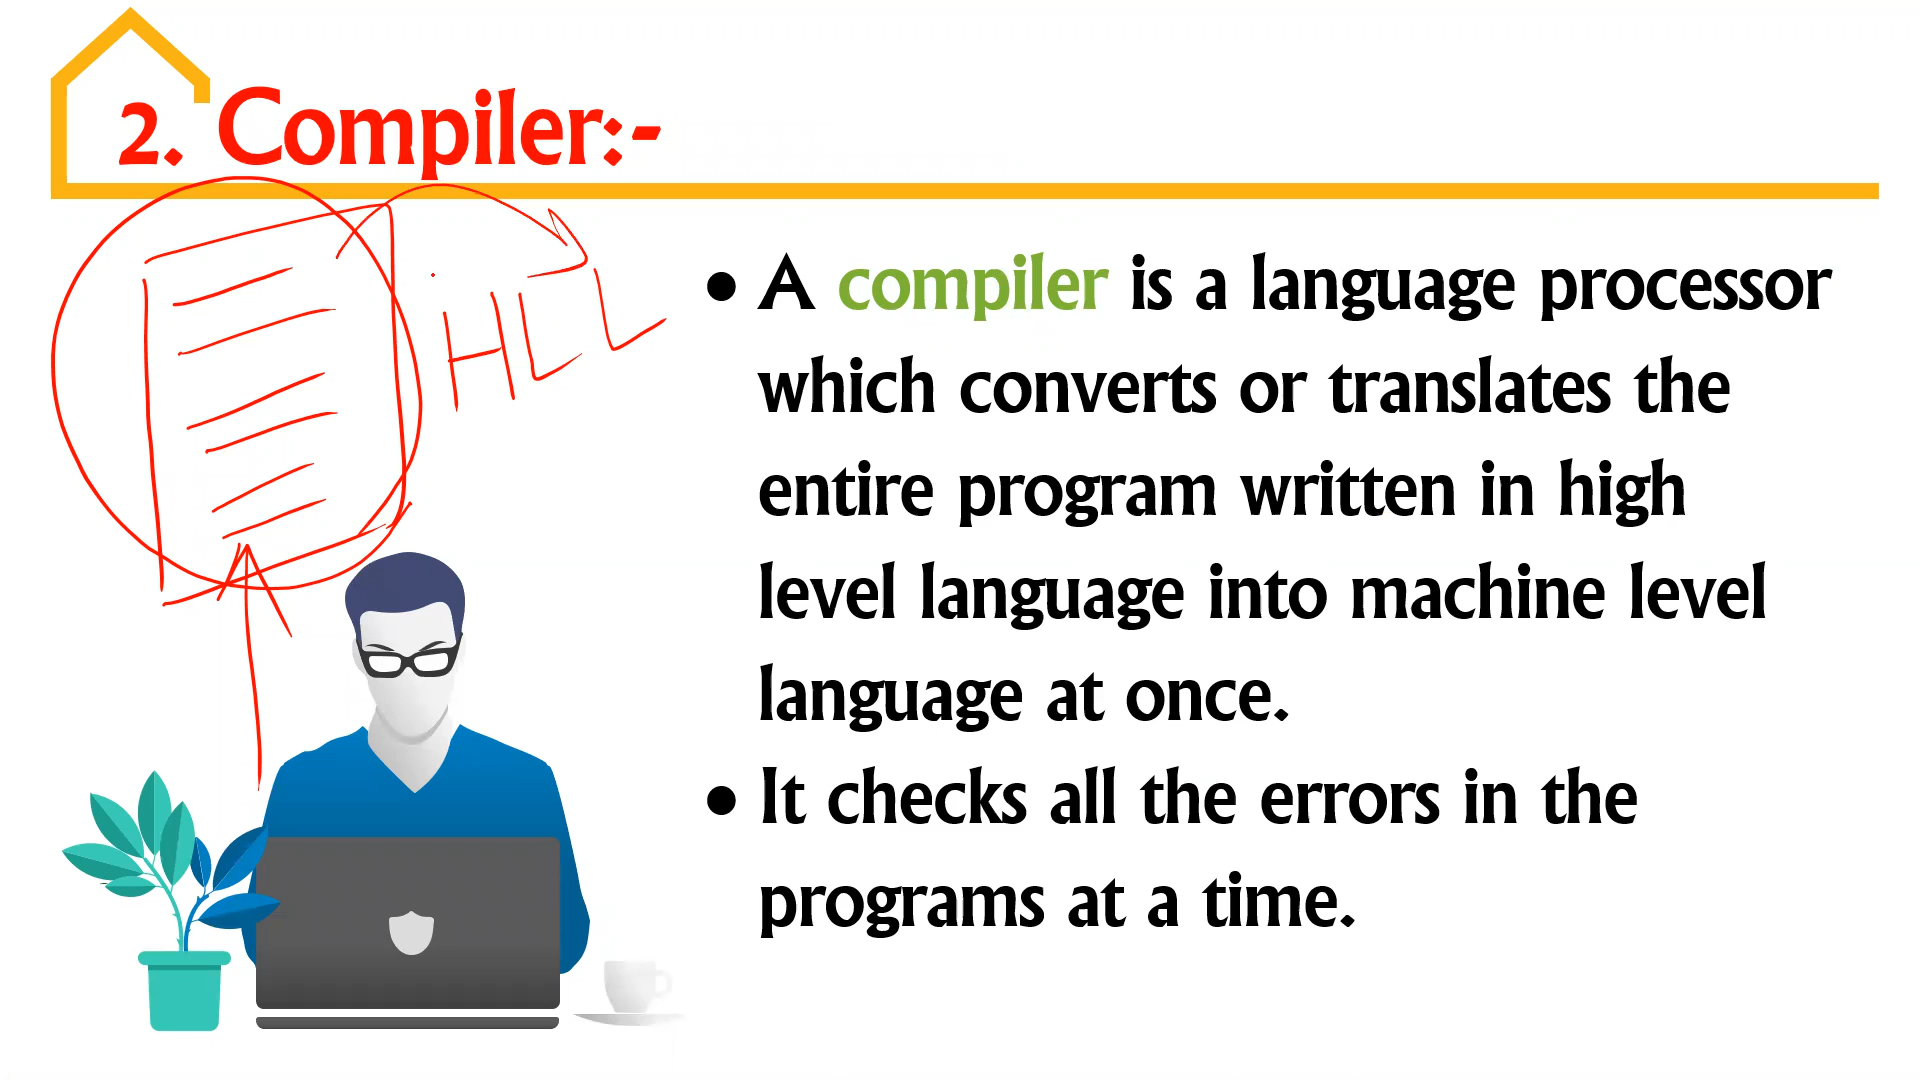 2. Compiler:-
HLL
• A compiler is a language processor
which converts or translates the
entire program written in high
level language into machine level
language at once.
• It checks all the errors in the
programs at a time.